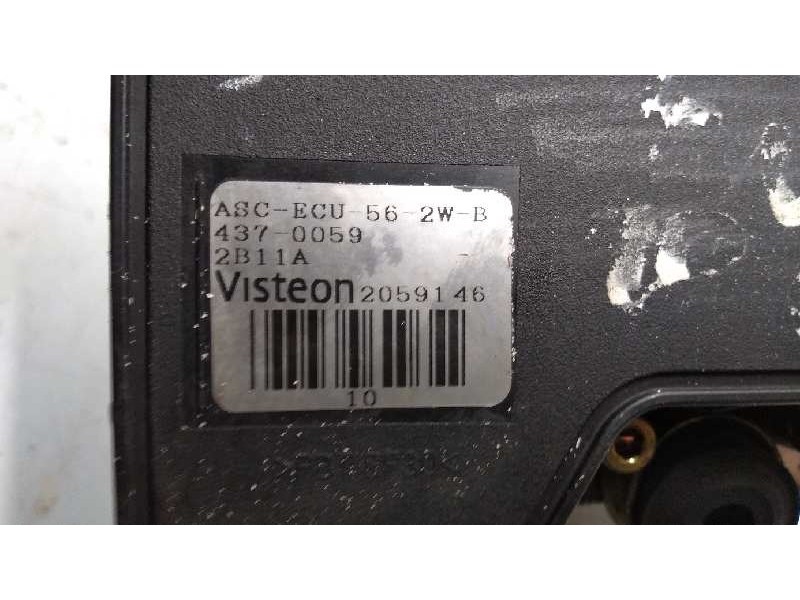 ASC-ECU-56-2W-B
437-0059
2B11A -
Visteon 2059146
10